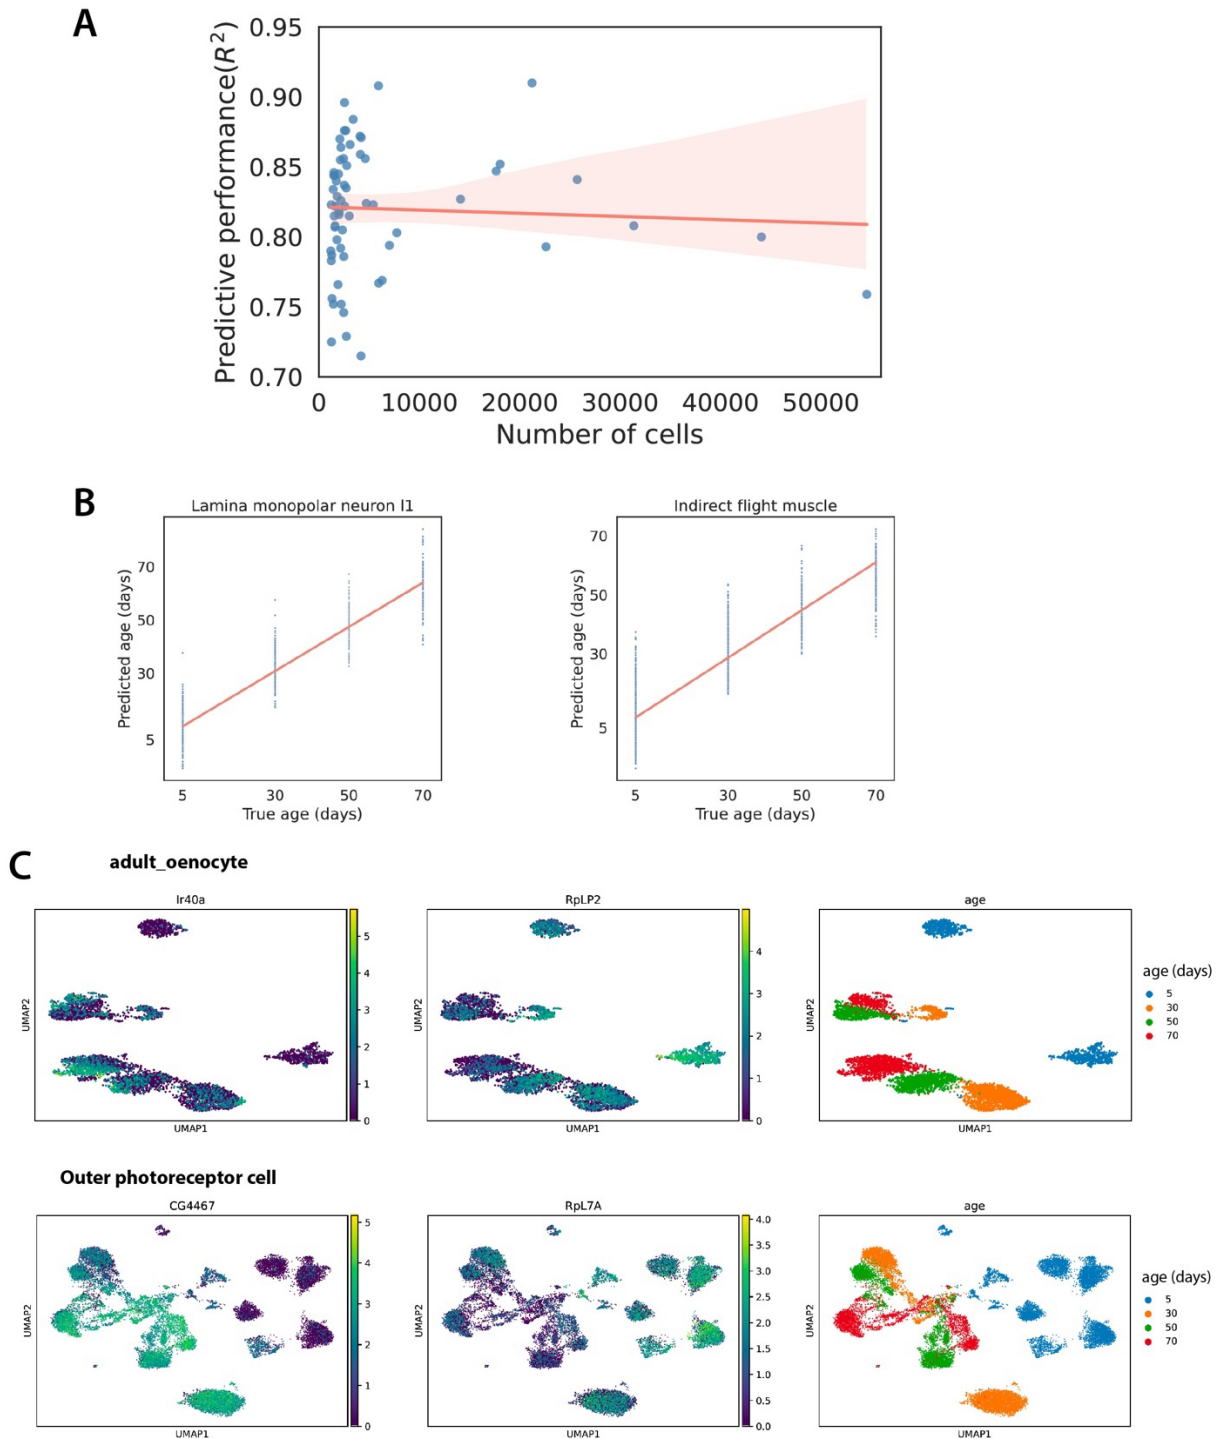 A
Predictive performance(R²)
0.95
0.90
0.85
0.80
0.75
0.70
0 10000 20000 30000 40000 50000
Number of cells
B
Lamina monopolar neuron l1
Predicted age (days)
70
50
30
5
5 30 50 70
True age (days)
Indirect flight muscle
Predicted age (days)
70
50
30
5
5 30 50 70
True age (days)
C
adult_oenocyte
Ir40a
UMAP2
UMAP1
5
4
3
2
1
0
RpLP2
UMAP2
UMAP1
4
3
2
1
0
age
UMAP2
UMAP1
age (days)
5
30
50
70
Outer photoreceptor cell
CG4467
UMAP2
UMAP1
5
4
3
2
1
0
RpL7A
UMAP2
UMAP1
4.0
3.5
3.0
2.5
2.0
1.5
1.0
0.5
0.0
age
UMAP2
UMAP1
age (days)
5
30
50
70